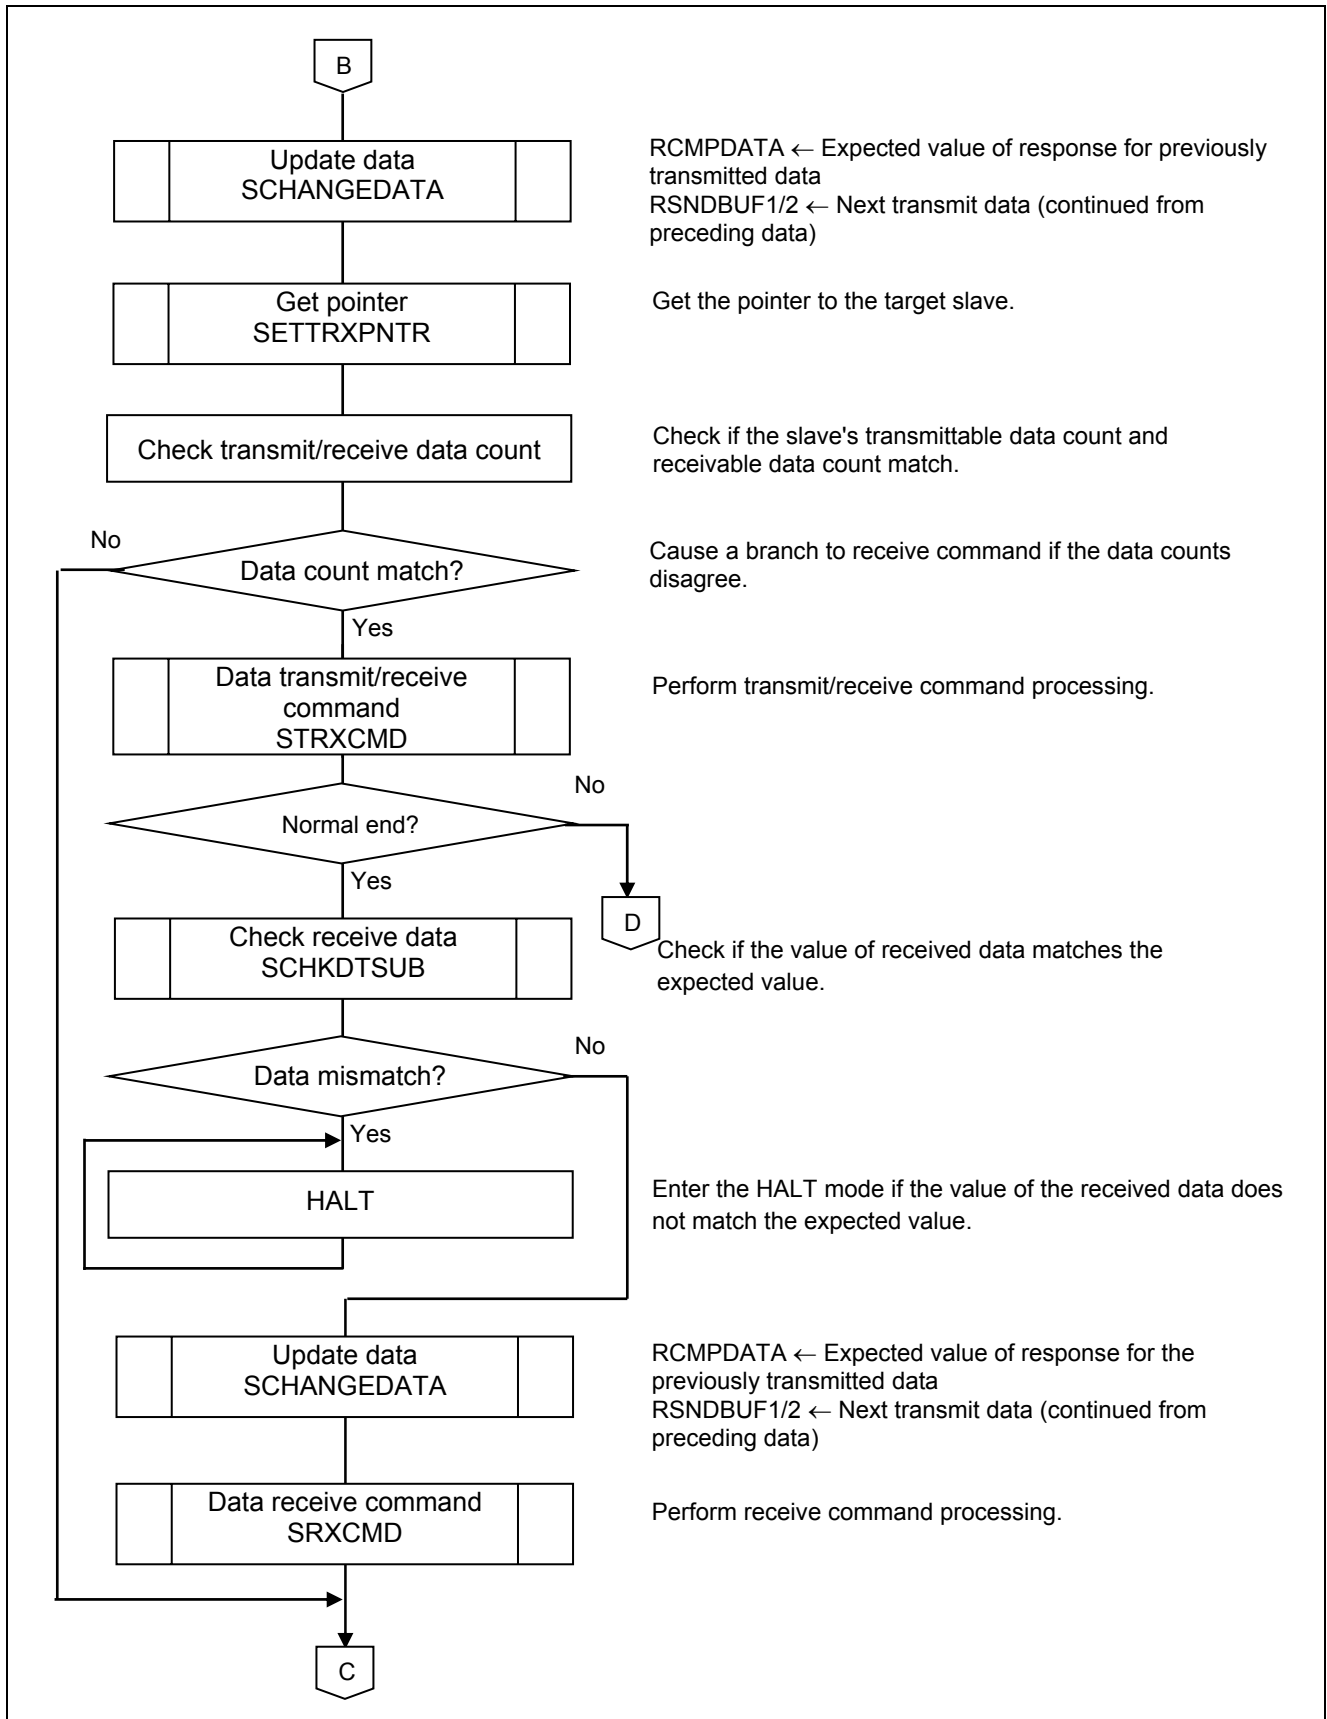 B
Update data
SCHANGEDATA
RCMPDATA ← Expected value of response for previously
transmitted data
RSNDBUF1/2 ← Next transmit data (continued from
preceding data)
Get pointer
SETTRXPNTR
Get the pointer to the target slave.
Check transmit/receive data count
Check if the slave's transmittable data count and
receivable data count match.
No
Data count match?
Cause a branch to receive command if the data counts
disagree.
Yes
Data transmit/receive
command
STRXCMD
Perform transmit/receive command processing.
No
Normal end?
Yes
D
Check receive data
SCHKDTSUB
Check if the value of received data matches the
expected value.
No
Data mismatch?
Yes
HALT
Enter the HALT mode if the value of the received data does
not match the expected value.
Update data
SCHANGEDATA
RCMPDATA ← Expected value of response for the
previously transmitted data
RSNDBUF1/2 ← Next transmit data (continued from
preceding data)
Data receive command
SRXCMD
Perform receive command processing.
C